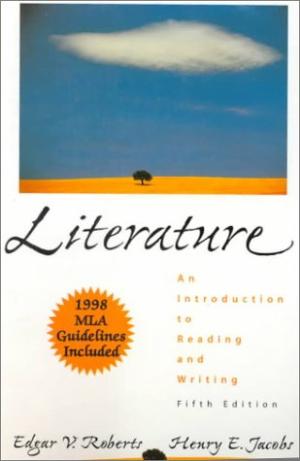 Literature
An
Introduction
to
Reading
and
Writing
Fifth Edition
1998
MLA
Guidelines
Included
Edgar V. Roberts Henry E. Jacobs